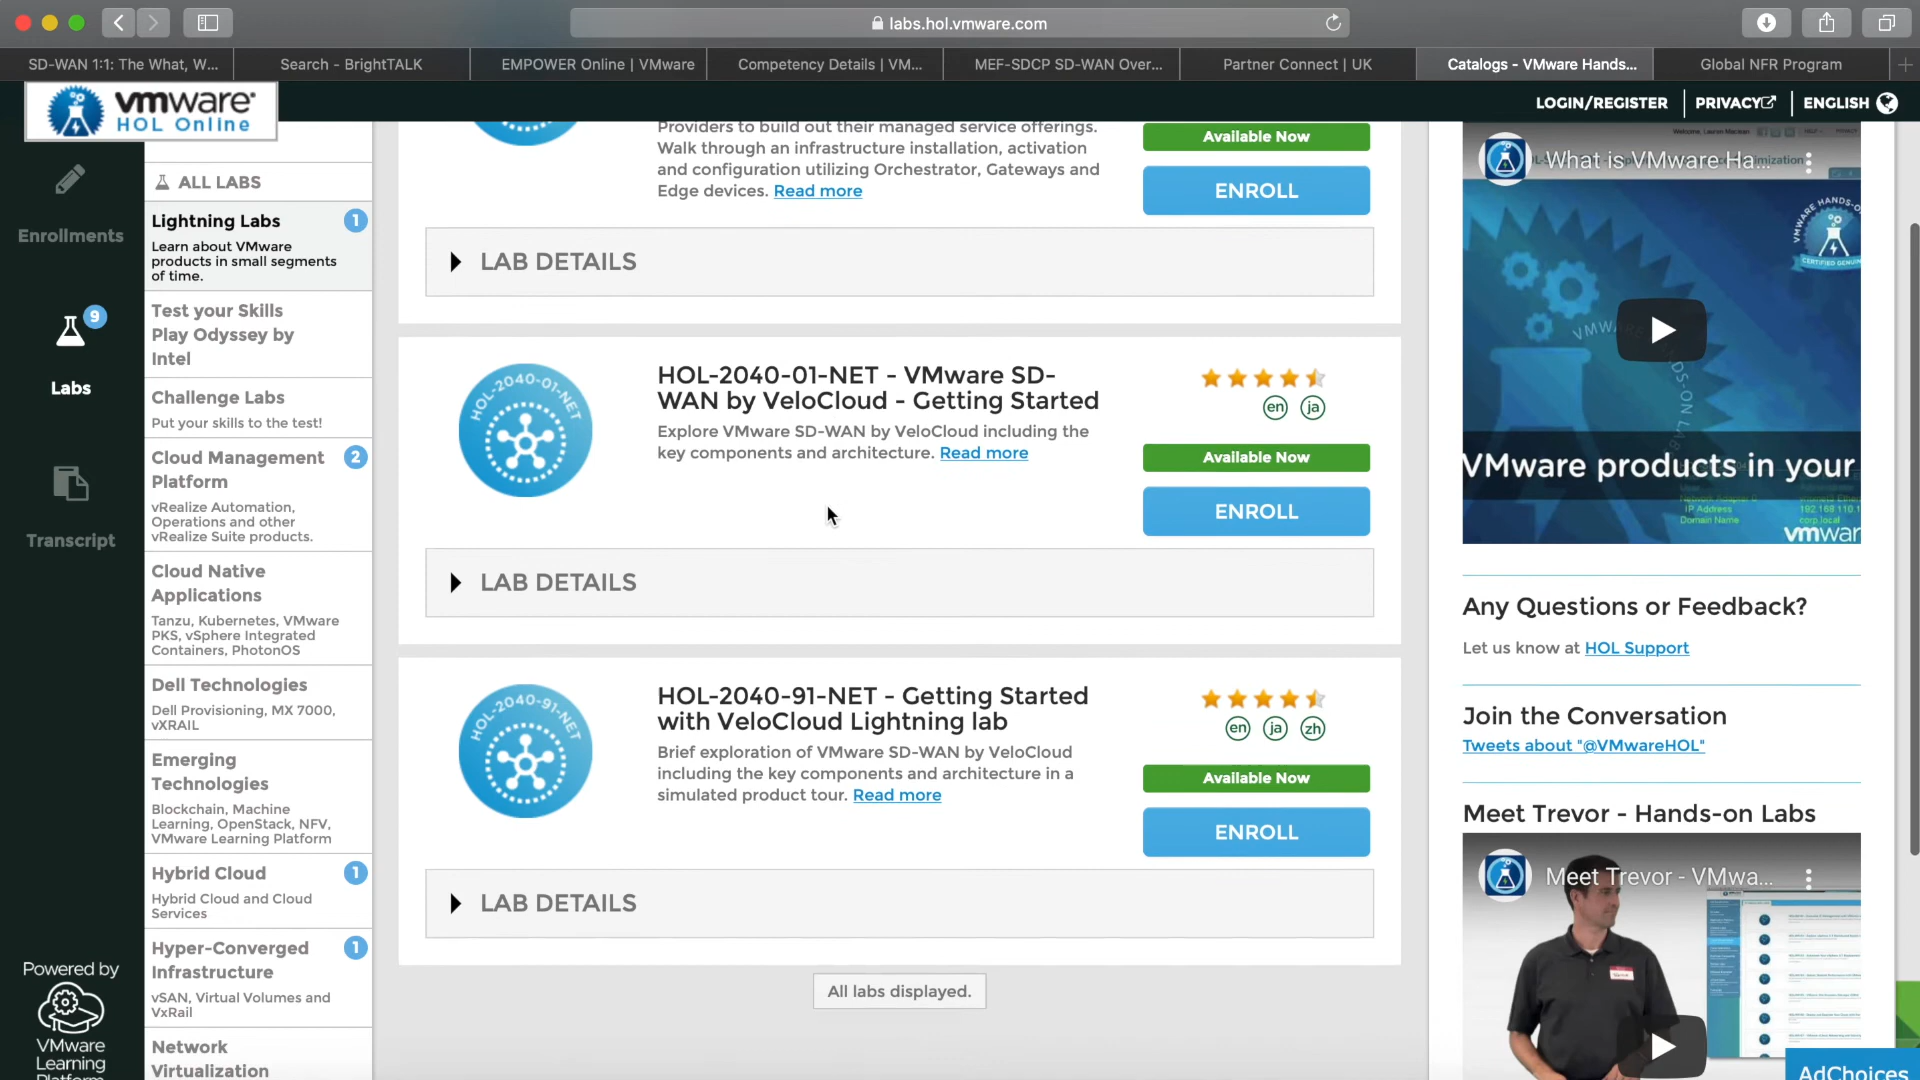 labs.hol.vmware.com
SD-WAN 1:1: The What, W...
Search - BrightTALK
EMPOWER Online | VMware
Competency Details | VM...
MEF-SDCP SD-WAN Over...
Partner Connect | UK
Catalogs - VMware Hands...
Global NFR Program
vmware®
HOL Online
LOGIN/REGISTER
PRIVACY
ENGLISH
Enrollments
9
Labs
Transcript
Powered by
VMware
Learning
Platform
ALL LABS
Lightning Labs
1
Learn about VMware
products in small segments
of time.
Test your Skills
Play Odyssey by
Intel
Challenge Labs
Put your skills to the test!
Cloud Management
Platform
2
vRealize Automation,
Operations and other
vRealize Suite products.
Cloud Native
Applications
Tanzu, Kubernetes, VMware
PKS, vSphere Integrated
Containers, PhotonOS
Dell Technologies
Dell Provisioning, MX 7000,
vXRAIL
Emerging
Technologies
Blockchain, Machine
Learning, OpenStack, NFV,
VMware Learning Platform
Hybrid Cloud
1
Hybrid Cloud and Cloud
Services
Hyper-Converged
Infrastructure
1
vSAN, Virtual Volumes and
VxRail
Network
Virtualization
Providers to build out their managed service offerings.
Walk through an infrastructure installation, activation
and configuration utilizing Orchestrator, Gateways and
Edge devices. Read more
Available Now
ENROLL
LAB DETAILS
HOL-2040-01-NET
HOL-2040-01-NET - VMware SD-
WAN by VeloCloud - Getting Started
Explore VMware SD-WAN by VeloCloud including the
key components and architecture. Read more
en ja
Available Now
ENROLL
LAB DETAILS
HOL-2040-91-NET
HOL-2040-91-NET - Getting Started
with VeloCloud Lightning lab
Brief exploration of VMware SD-WAN by VeloCloud
including the key components and architecture in a
simulated product tour. Read more
en ja zh
Available Now
ENROLL
LAB DETAILS
All labs displayed.
What is VMware Ha...
VMware products in your
IP Address
Domain Name
vmwar
Any Questions or Feedback?
Let us know at HOL Support
Join the Conversation
Tweets about "@VMwareHOL"
Meet Trevor - Hands-on Labs
Meet Trevor - VMwa...
AdChoices